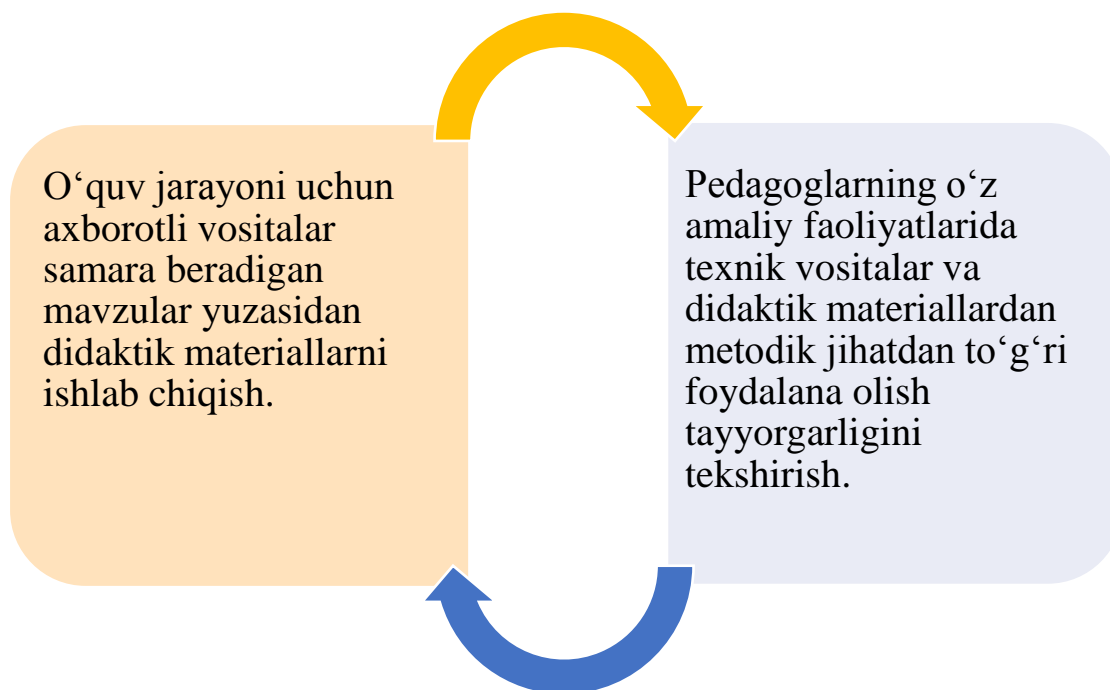 O‘quv jarayoni uchun
axborotli vositalar
samara beradigan
mavzular yuzasidan
didaktik materiallarni
ishlab chiqish.
Pedagoglarning o‘z
amaliy faoliyatlarida
texnik vositalar va
didaktik materiallardan
metodik jihatdan to‘g‘ri
foydalana olish
tayyorgarligini
tekshirish.